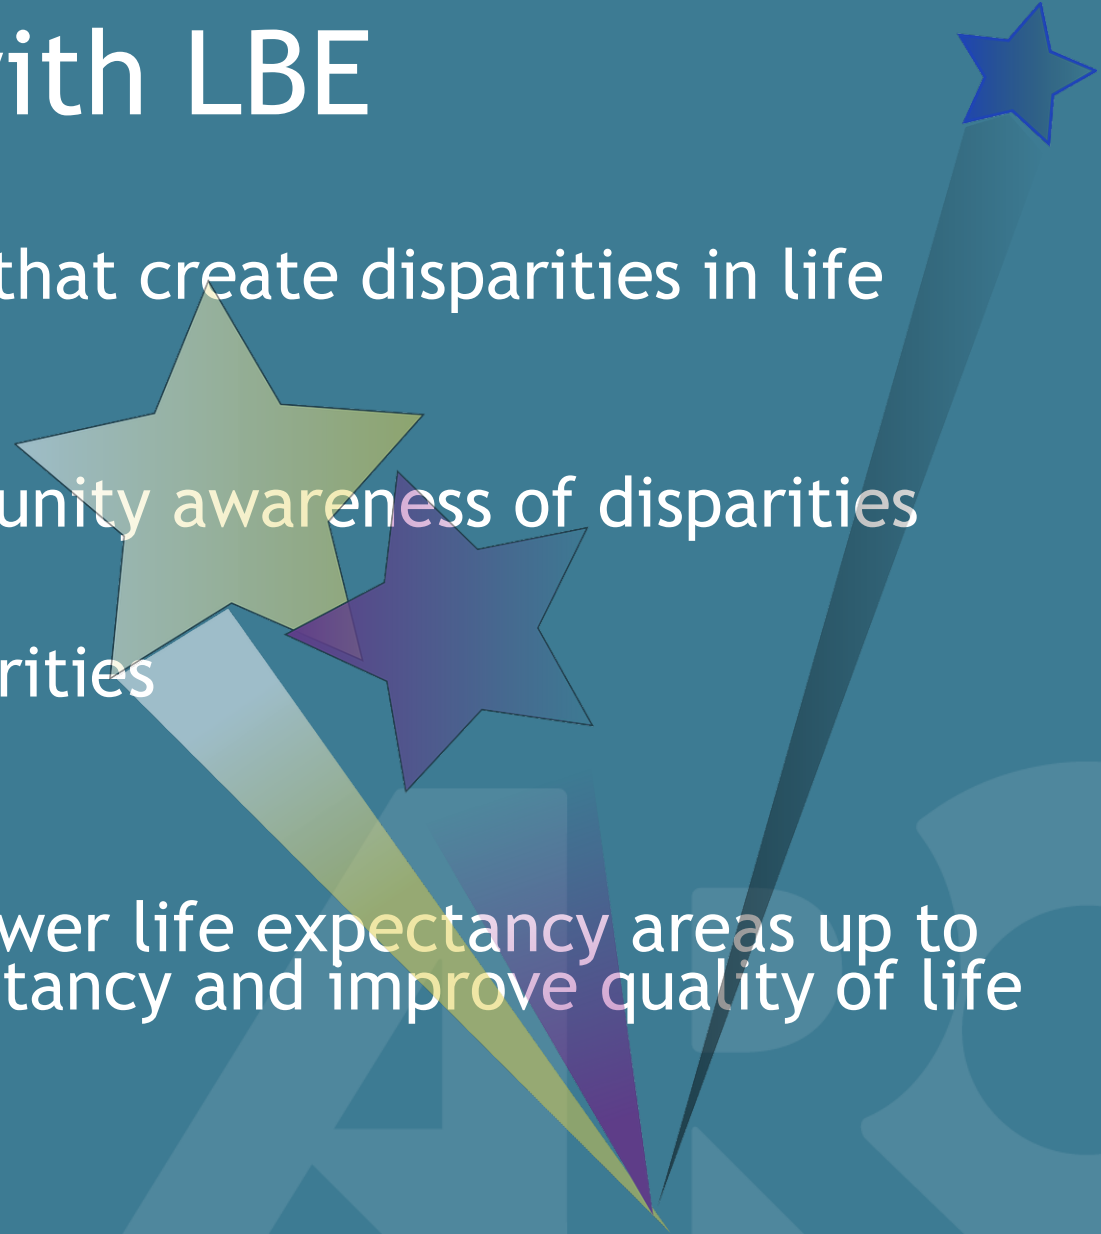 ith LBE
that create disparities in life
unity awareness of disparities
rities
wer life expectancy areas up to
tancy and improve quality of life